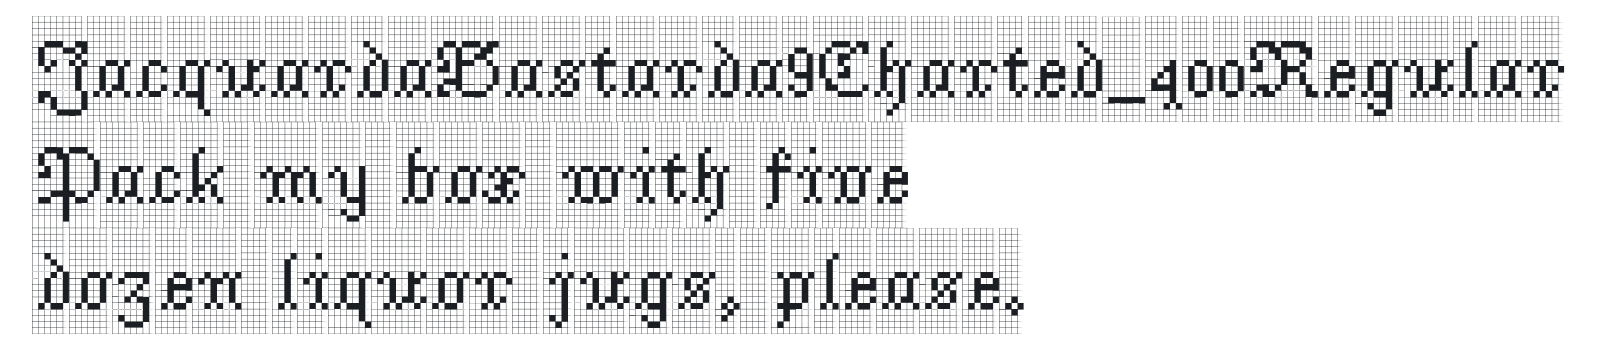 JacquardaBastarda9Charted_400Regular
Pack my box with five
dozen liquor jugs, please.